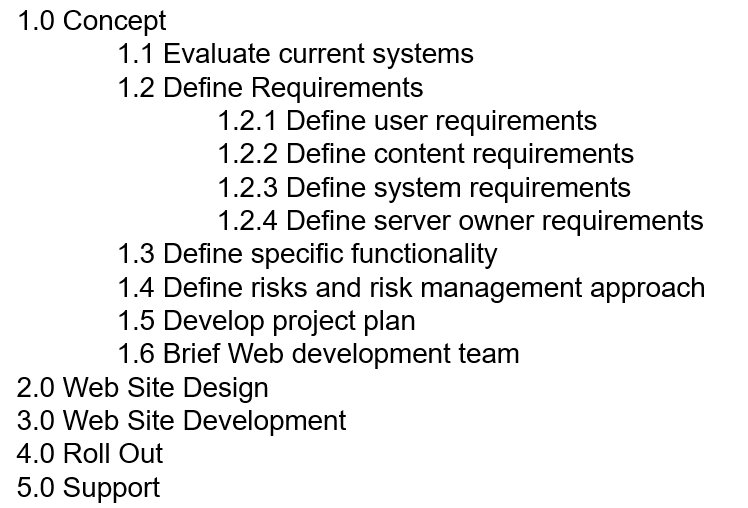 1.0 Concept
1.1 Evaluate current systems
1.2 Define Requirements
1.2.1 Define user requirements
1.2.2 Define content requirements
1.2.3 Define system requirements
1.2.4 Define server owner requirements
1.3 Define specific functionality
1.4 Define risks and risk management approach
1.5 Develop project plan
1.6 Brief Web development team
2.0 Web Site Design
3.0 Web Site Development
4.0 Roll Out
5.0 Support